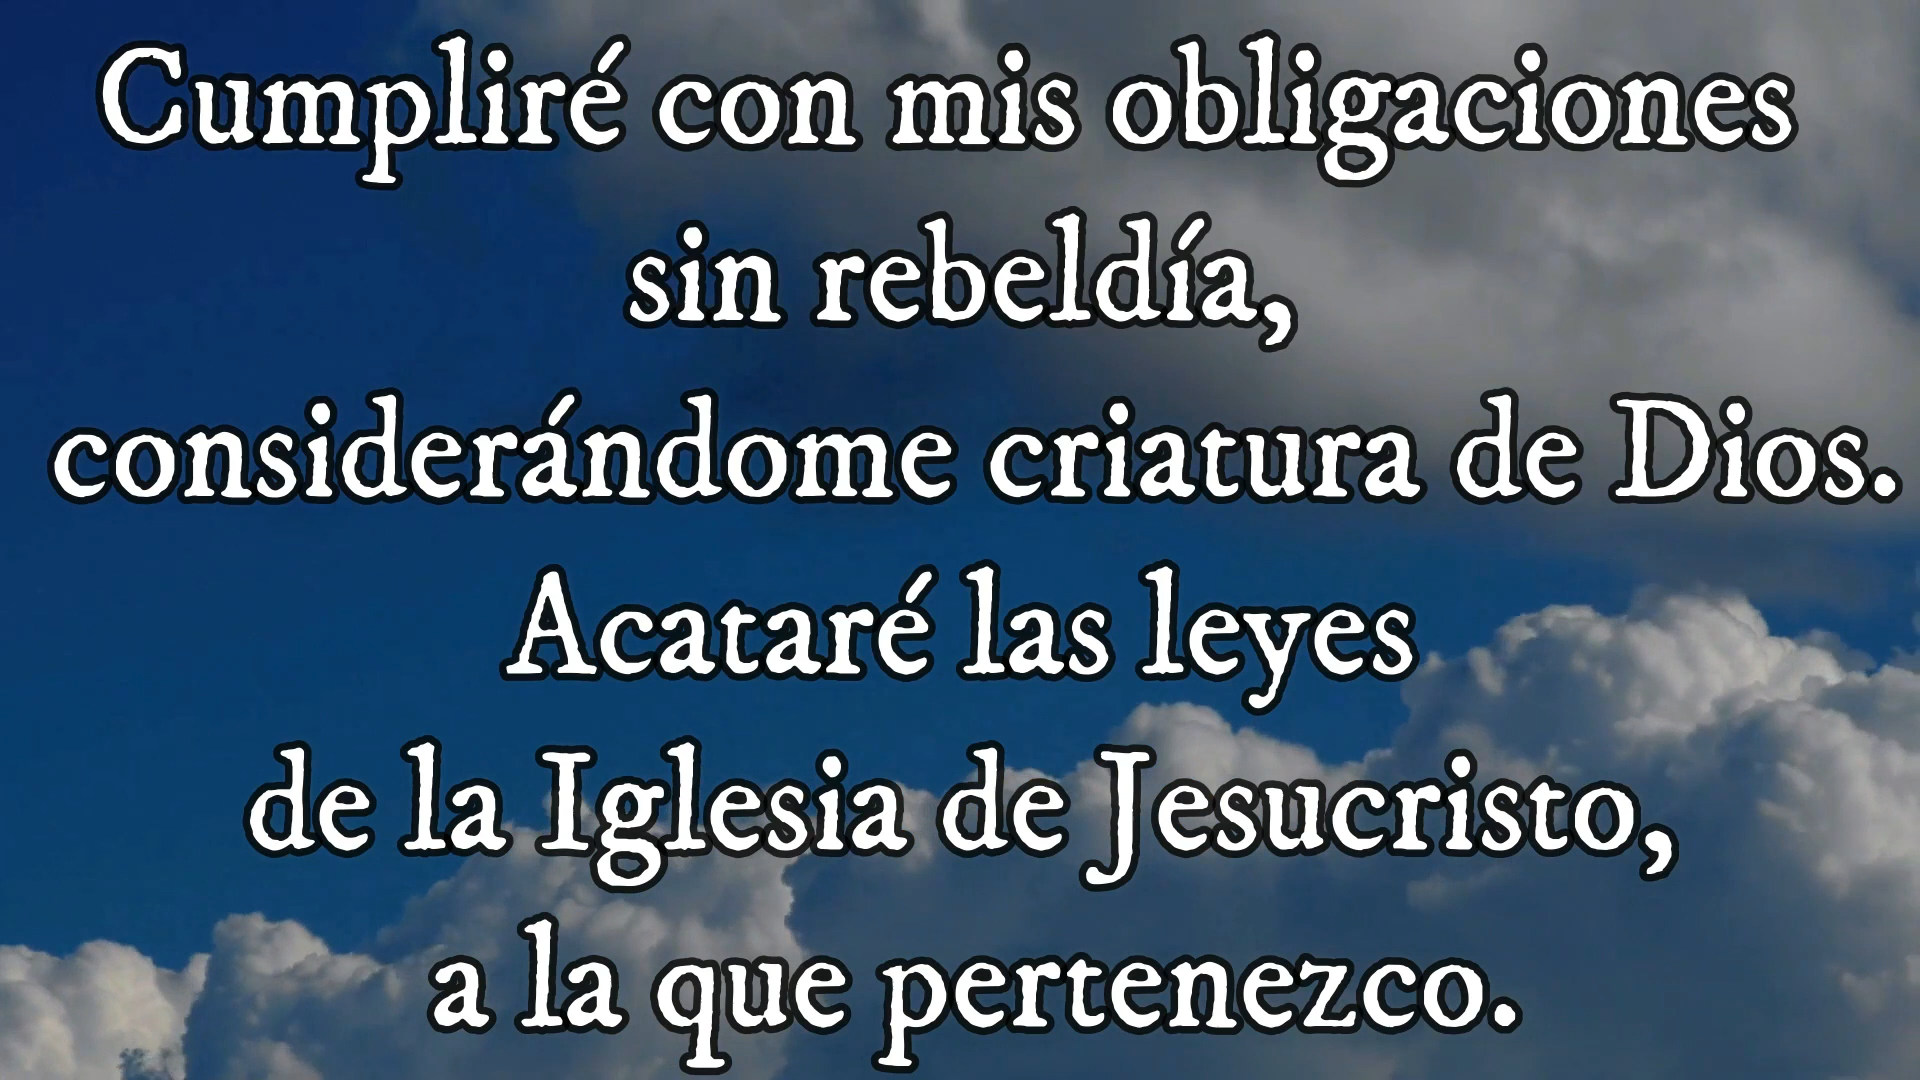 Cumpliré con mis obligaciones
sin rebeldía,
considerándome criatura de Dios.
Acataré las leyes
de la Iglesia de Jesucristo,
a la que pertenezco.